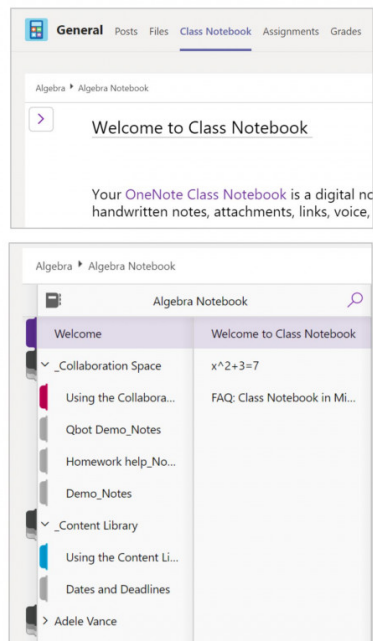 General Posts Files Class Notebook Assignments Grades
Algebra Algebra Notebook
Welcome to Class Notebook
Your OneNote Class Notebook is a digital no
handwritten notes, attachments, links, voice,
Algebra Algebra Notebook
Algebra Notebook
Welcome
Welcome to Class Notebook
_Collaboration Space
x^2+3=7
Using the Collabora...
FAQ: Class Notebook in Mi...
Qbot Demo_Notes
Homework help_No...
Demo_Notes
_Content Library
Using the Content Li...
Dates and Deadlines
Adele Vance